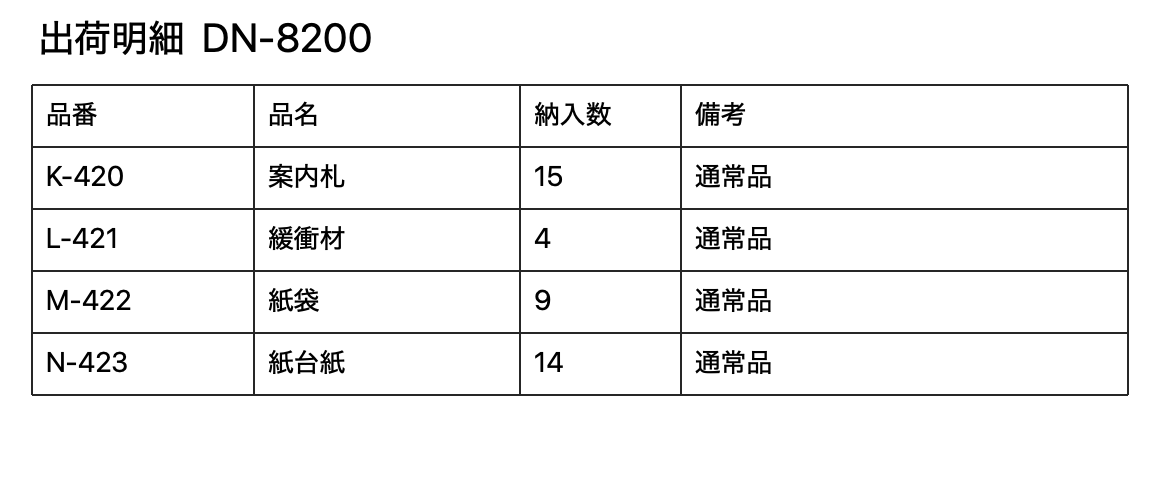 出荷明細 DN-8200
品番 品名 納入数 備考
K-420 案内札 15 通常品
L-421 緩衝材 4 通常品
M-422 紙袋 9 通常品
N-423 紙台紙 14 通常品